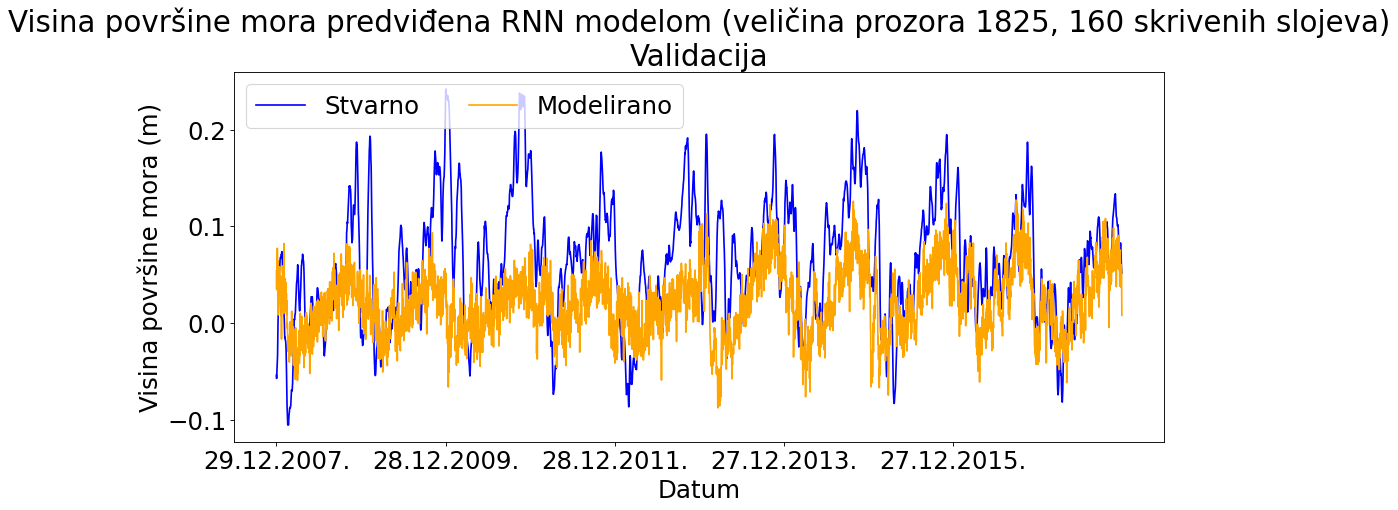 Visina površine mora predviđena RNN modelom (veličina prozora 1825, 160 skrivenih slojeva)
Validacija
Stvarno Modelirano
Visina površine mora (m)
0.2
0.1
0.0
−0.1
29.12.2007. 28.12.2009. 28.12.2011. 27.12.2013. 27.12.2015.
Datum